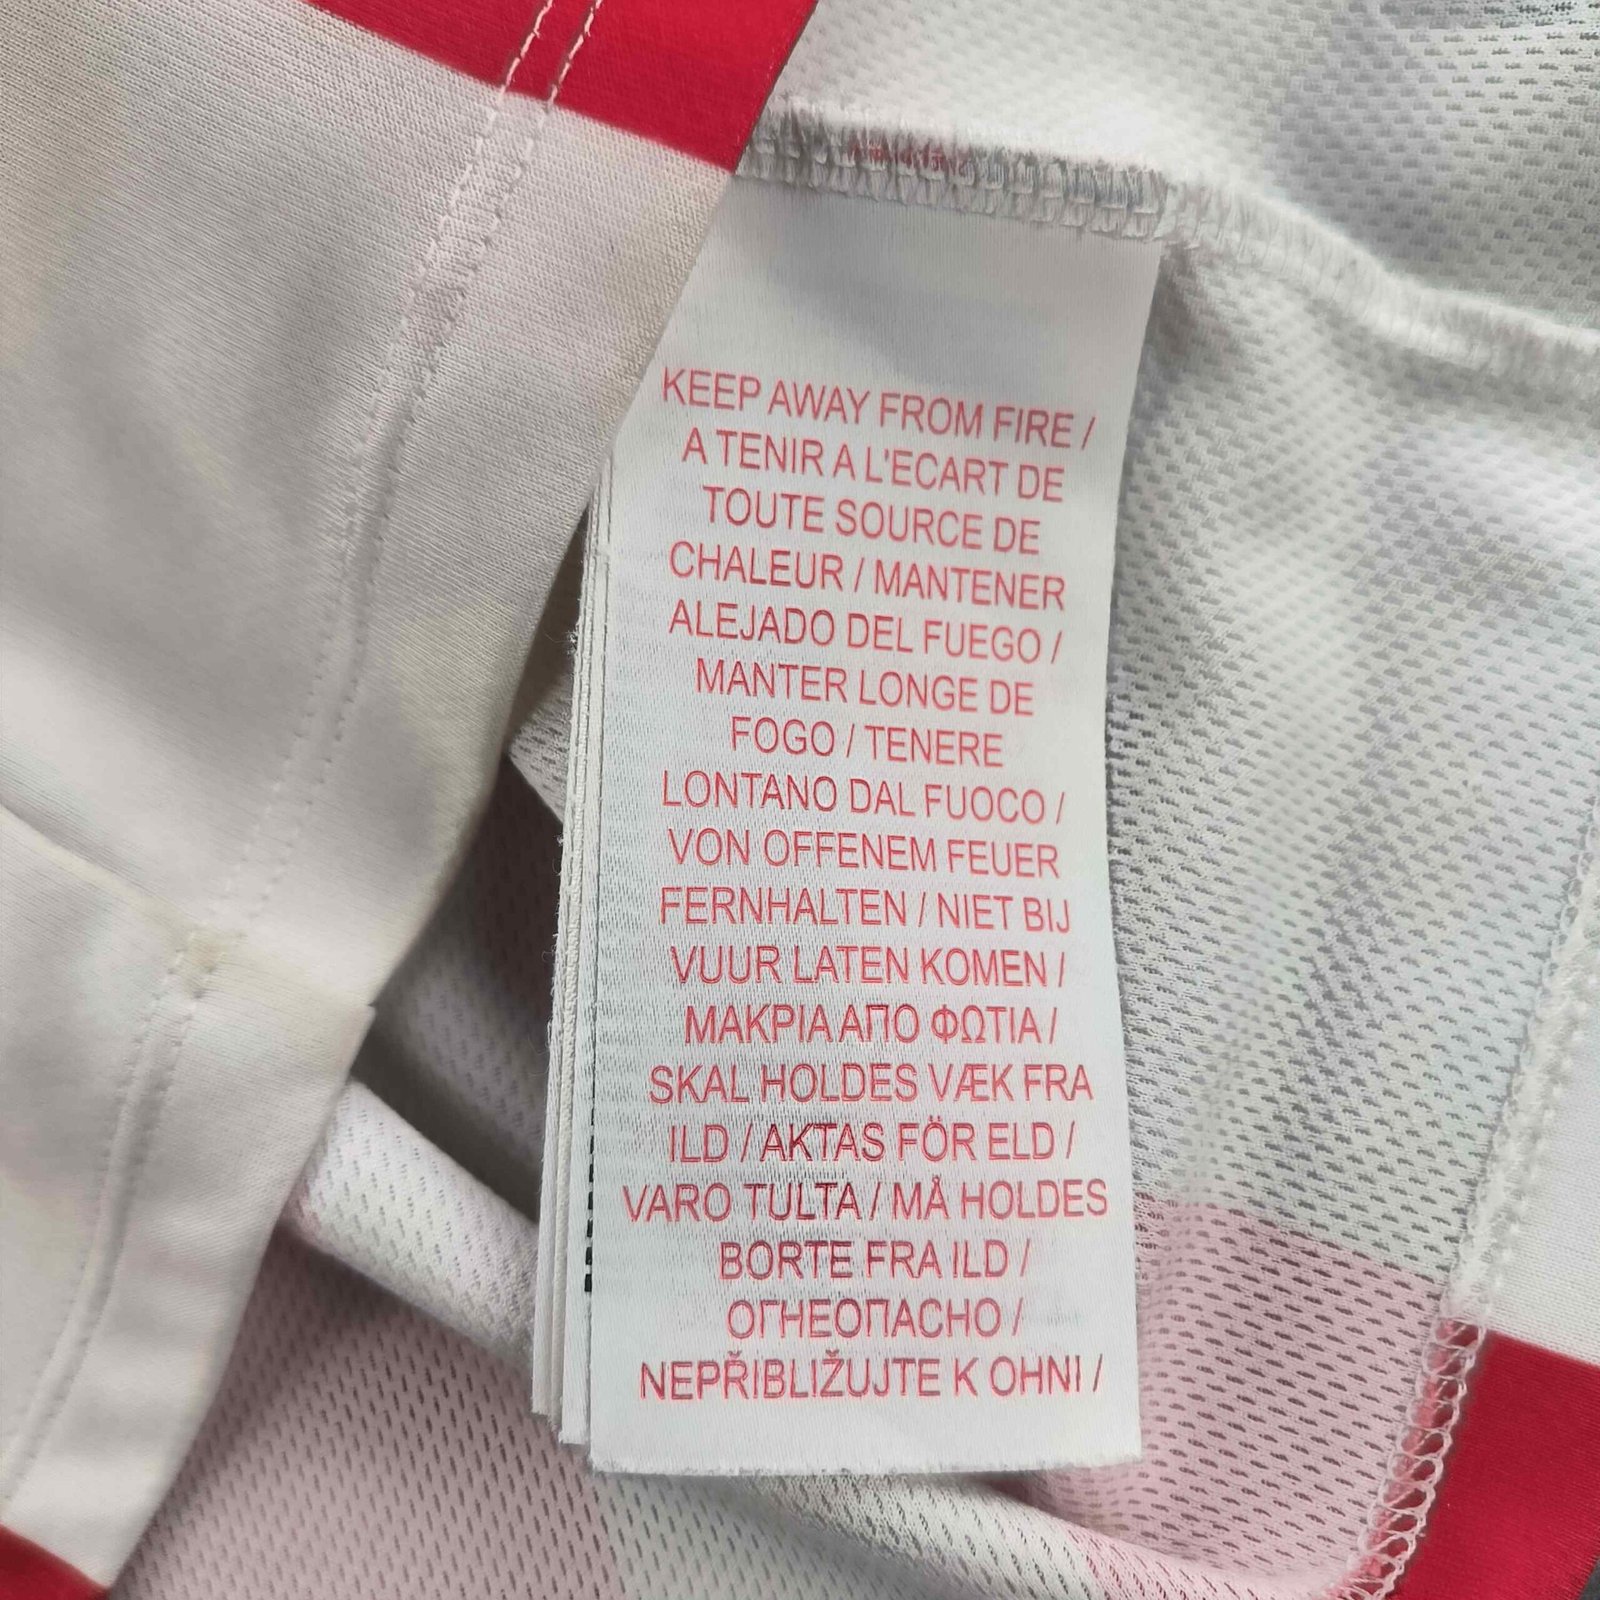 KEEP AWAY FROM FIRE /
A TENIR A L'ECART DE
TOUTE SOURCE DE
CHALEUR / MANTENER
ALEJADO DEL FUEGO /
MANTER LONGE DE
FOGO / TENERE
LONTANO DAL FUOCO /
VON OFFENEM FEUER
FERNHALTEN / NIET BIJ
VUUR LATEN KOMEN /
ΜΑΚΡΙΑ ΑΠΟ ΦΩΤΙΑ /
SKAL HOLDES VÆK FRA
ILD / AKTAS FÖR ELD /
VARO TULTA / MÅ HOLDES
BORTE FRA ILD /
ОГНЕОПАСНО /
NEPŘIBLIŽUJTE K OHNI /